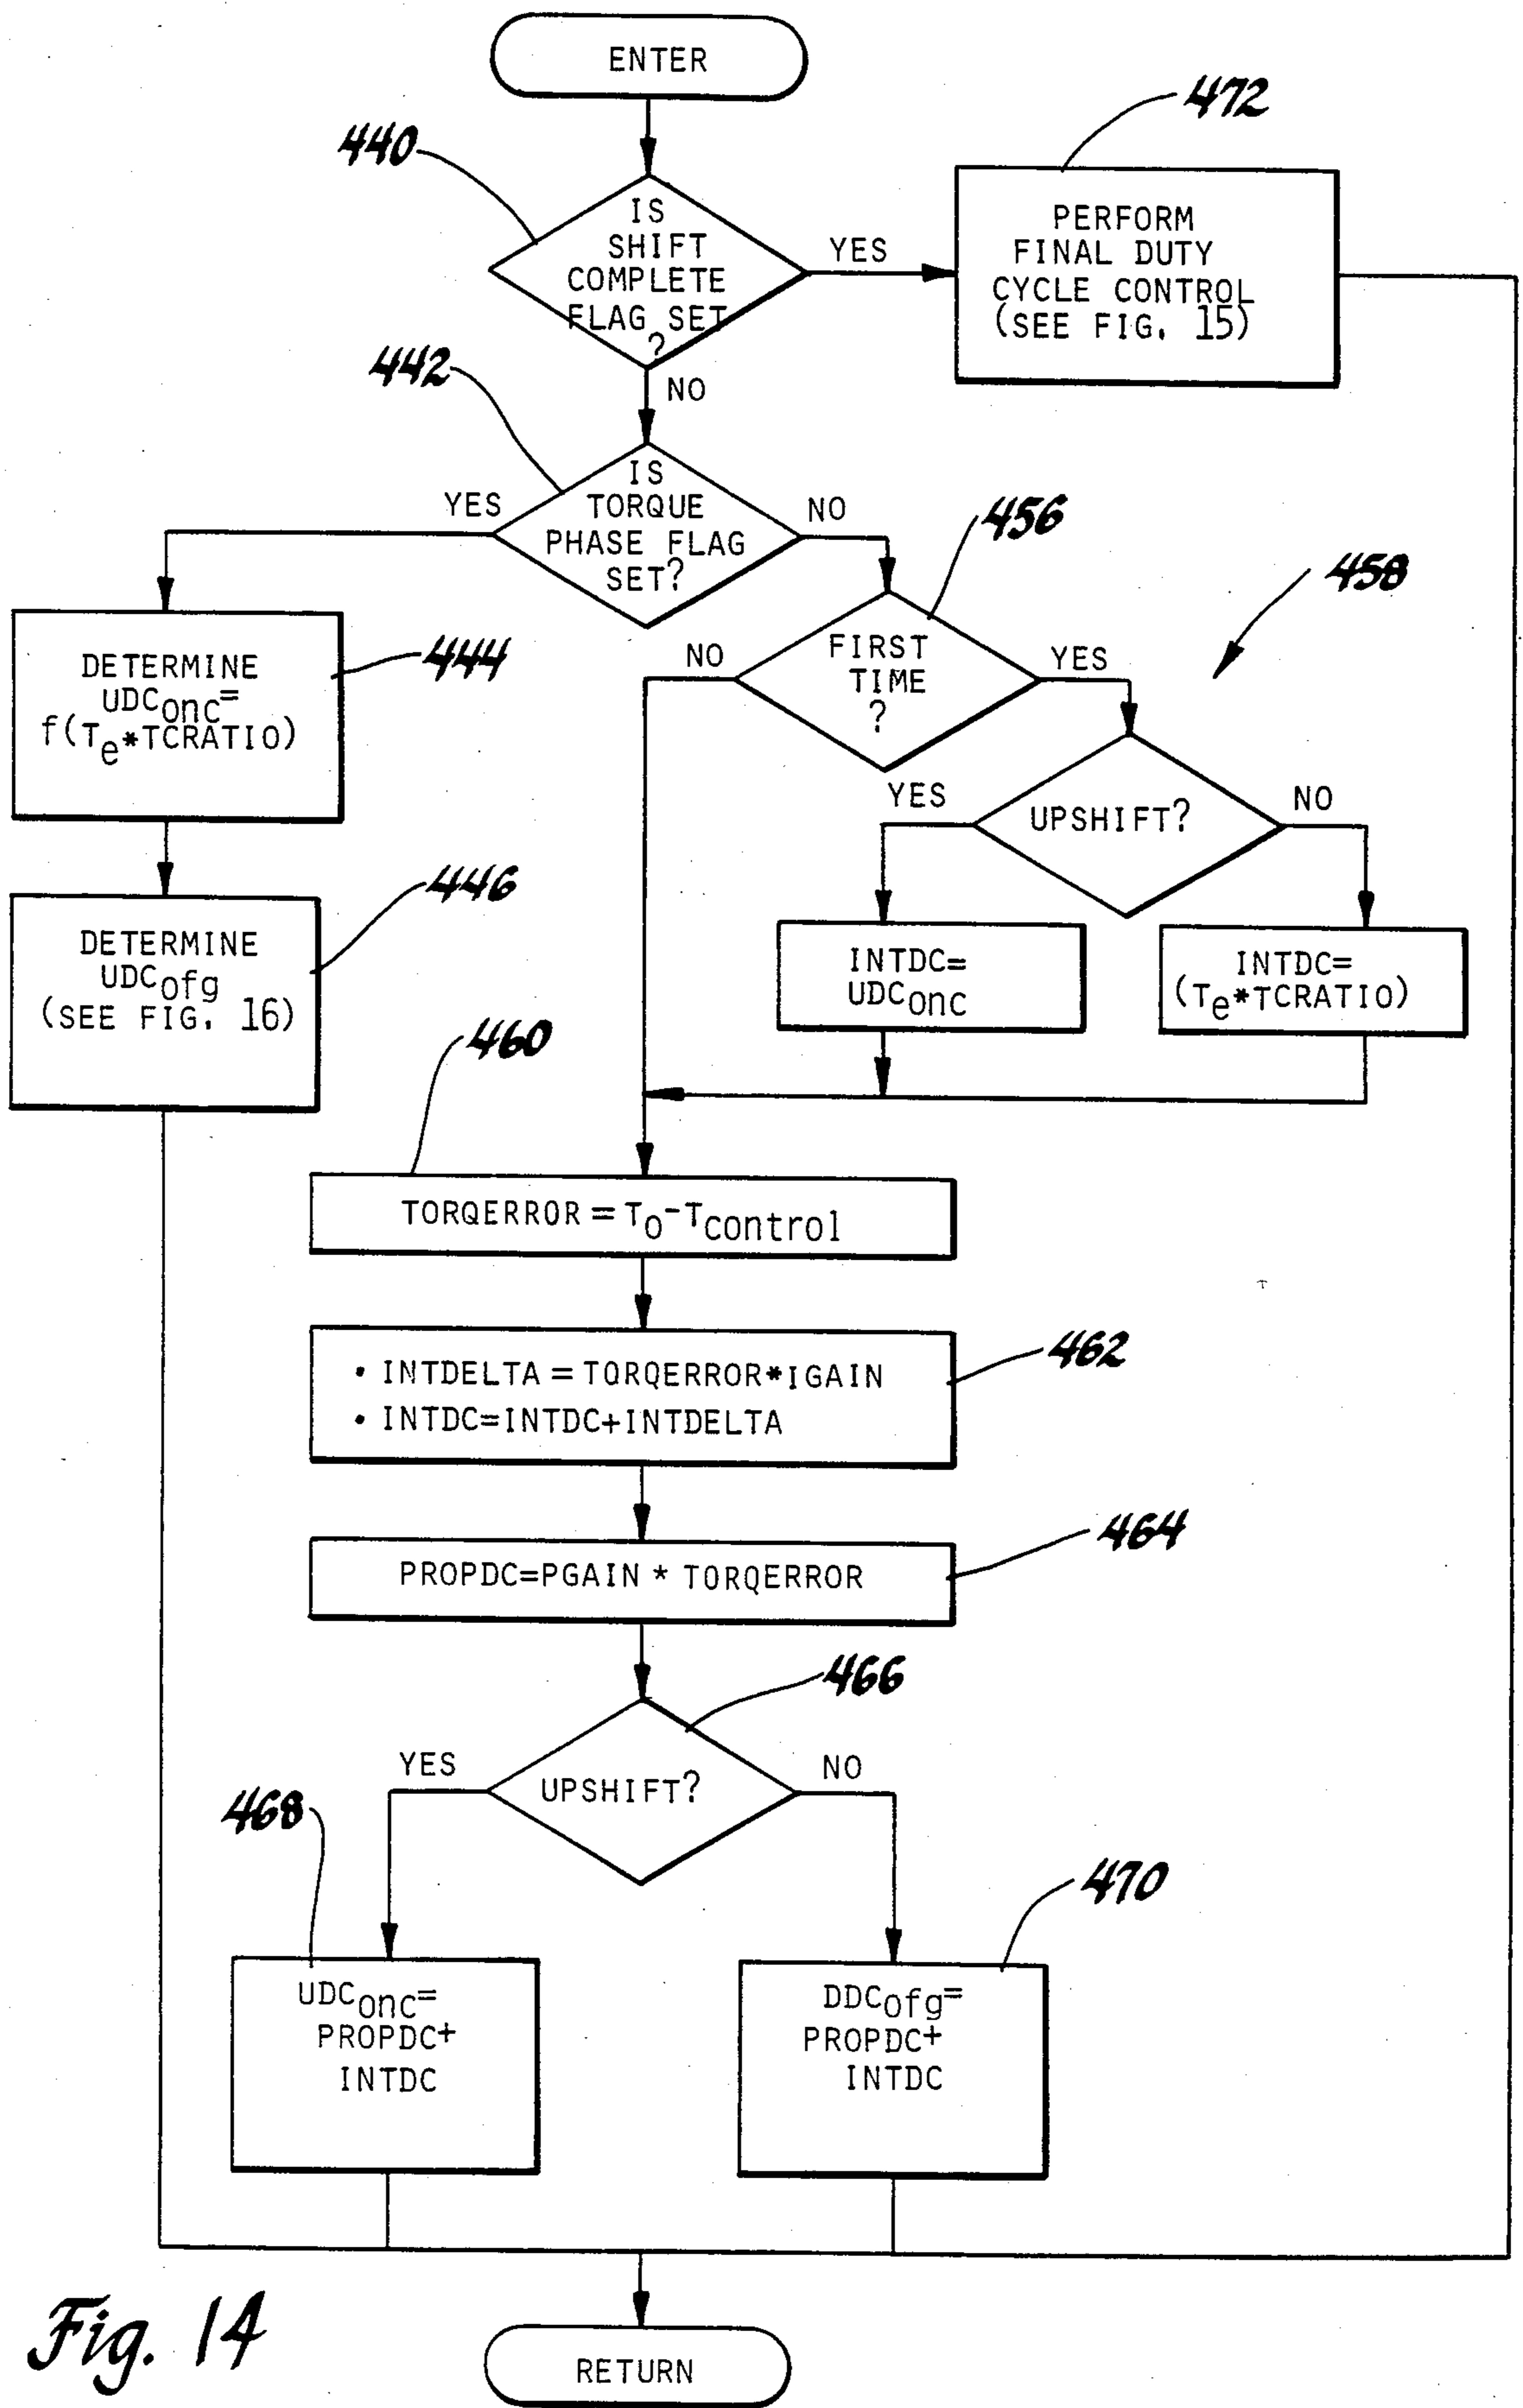 ENTER
440
IS
SHIFT
COMPLETE
FLAG SET
?
YES
472
PERFORM
FINAL DUTY
CYCLE CONTROL
(SEE FIG. 15)
NO
442
IS
TORQUE
PHASE FLAG
SET?
YES
NO
444
DETERMINE
UDConc=
f(Te*TCRATIO)
446
DETERMINE
UDCofg
(SEE FIG. 16)
456
458
FIRST
TIME
?
NO
YES
UPSHIFT?
YES
NO
INTDC=
UDConc
INTDC=
(Te*TCRATIO)
460
TORQERROR = To-Tcontrol
462
• INTDELTA = TORQERROR*IGAIN
• INTDC=INTDC+INTDELTA
464
PROPDC=PGAIN * TORQERROR
466
UPSHIFT?
YES
NO
468
UDConc=
PROPDC+
INTDC
470
DDCofg=
PROPDC+
INTDC
RETURN
Fig. 14